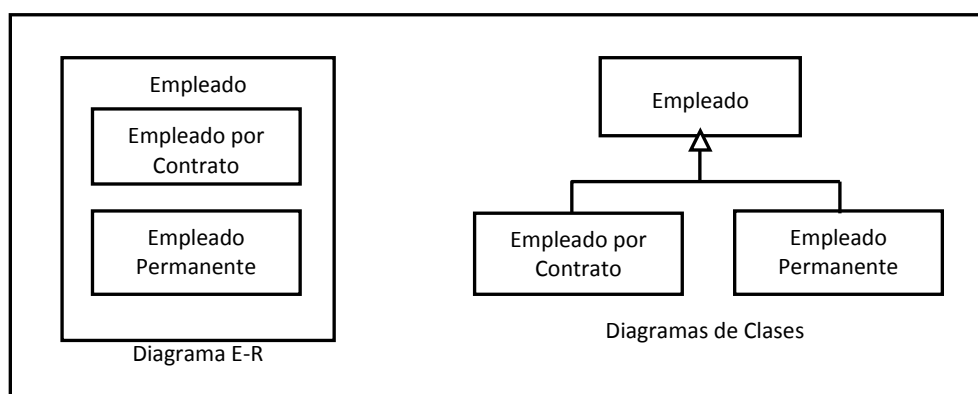 Empleado
Empleado por
Contrato
Empleado
Permanente
Diagrama E-R
Empleado
Empleado por
Contrato
Empleado
Permanente
Diagramas de Clases